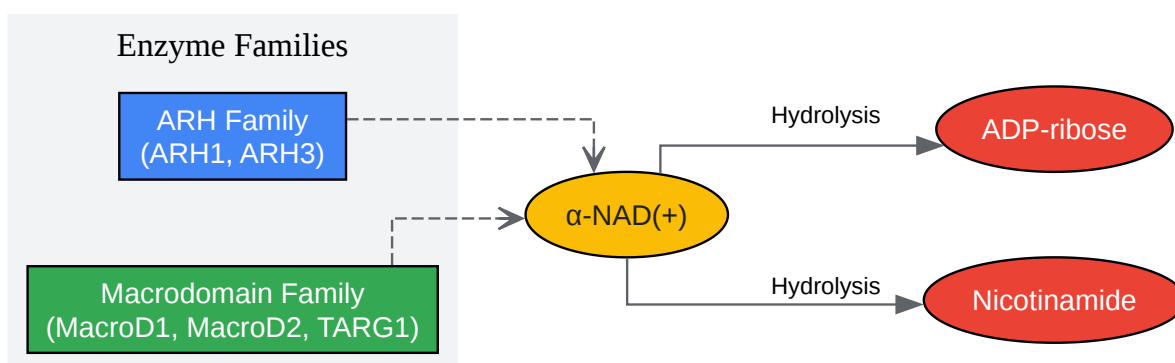 Enzyme Families
ARH Family
(ARH1, ARH3)
Macrodomain Family
(MacroD1, MacroD2, TARG1)
α-NAD(+)
Hydrolysis
ADP-ribose
Hydrolysis
Nicotinamide